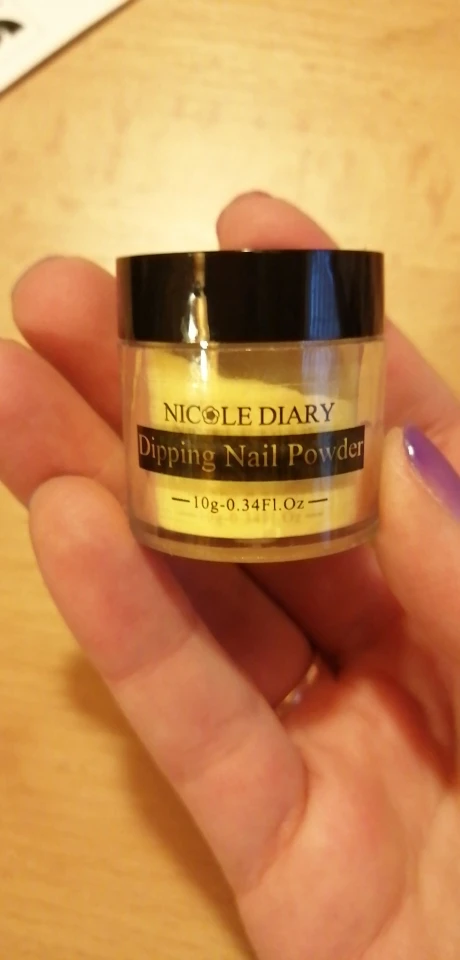 NICOLE DIARY
Dipping Nail Powder
10g-0.34Fl.Oz